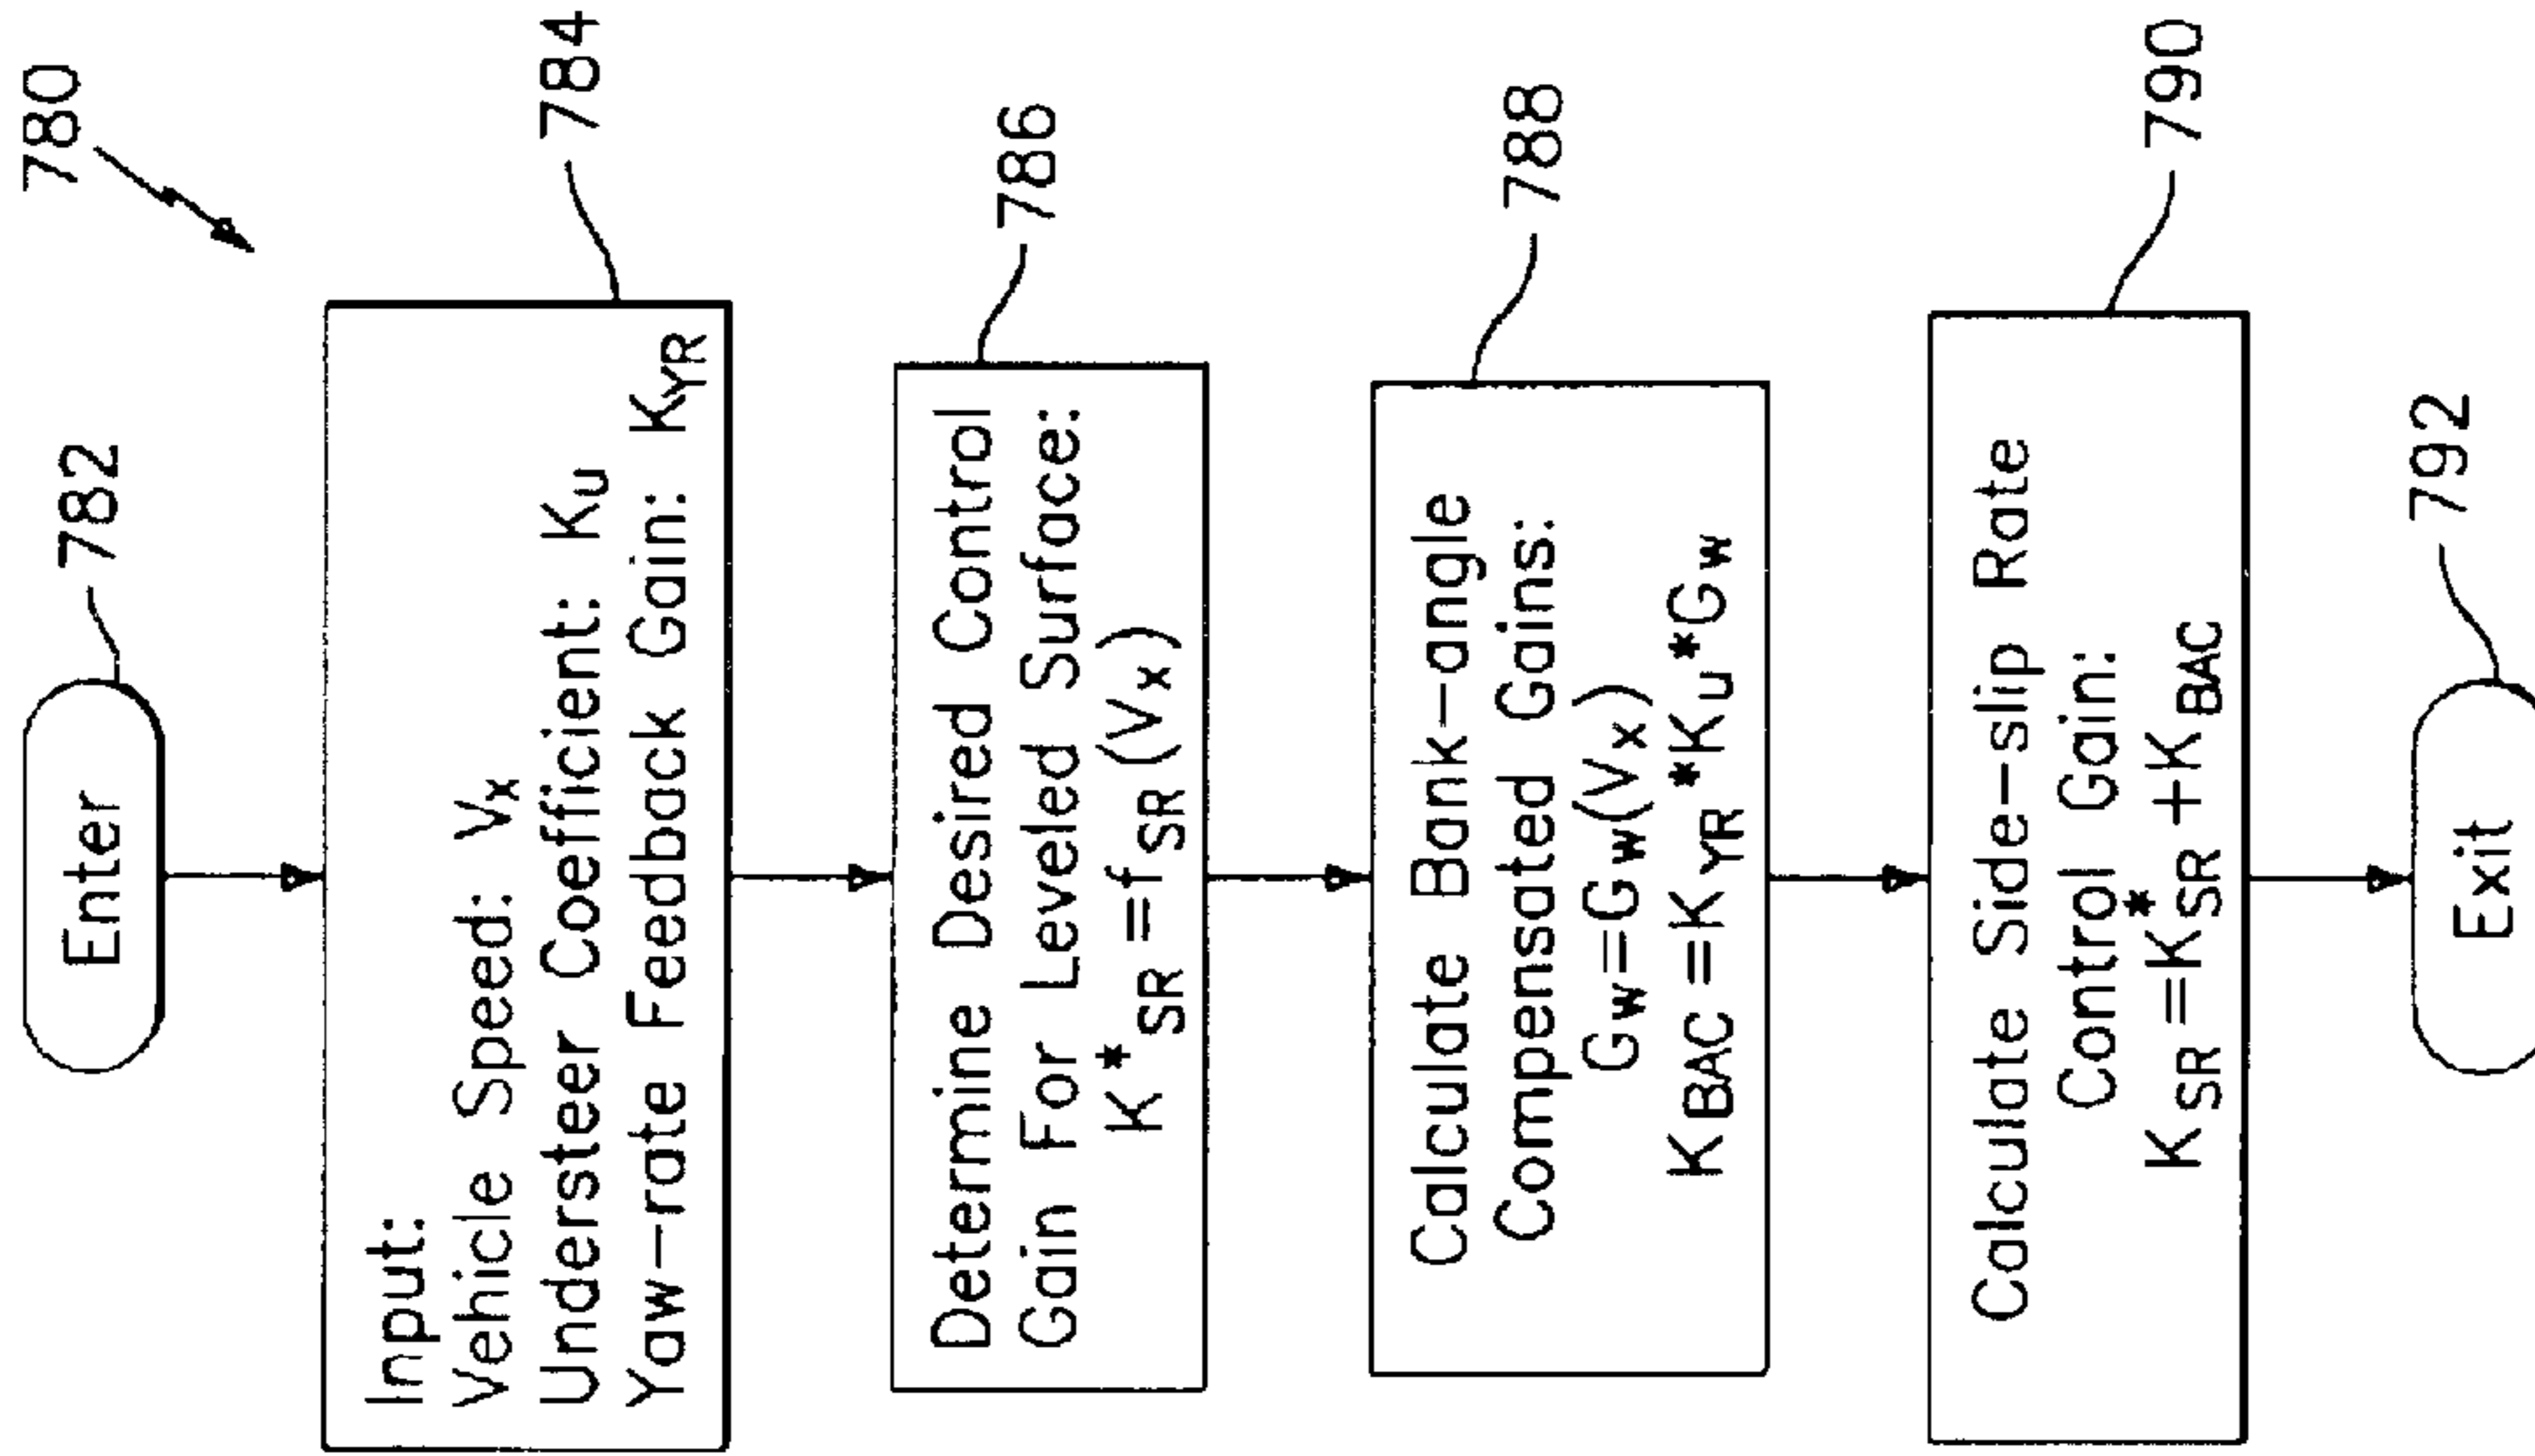 780
Enter
782
Input:
Vehicle Speed: Vx
Understeer Coefficient: Ku
Yaw-rate Feedback Gain: KYR
784
Determine Desired Control
Gain For Leveled Surface:
K*SR=fSR(Vx)
786
Calculate Bank-angle
Compensated Gains:
Gw=Gw(Vx)
KBAC=KYR*Ku*Gw
788
Calculate Side-slip Rate
Control Gain:
KSR=K*SR+KBAC
790
Exit
792